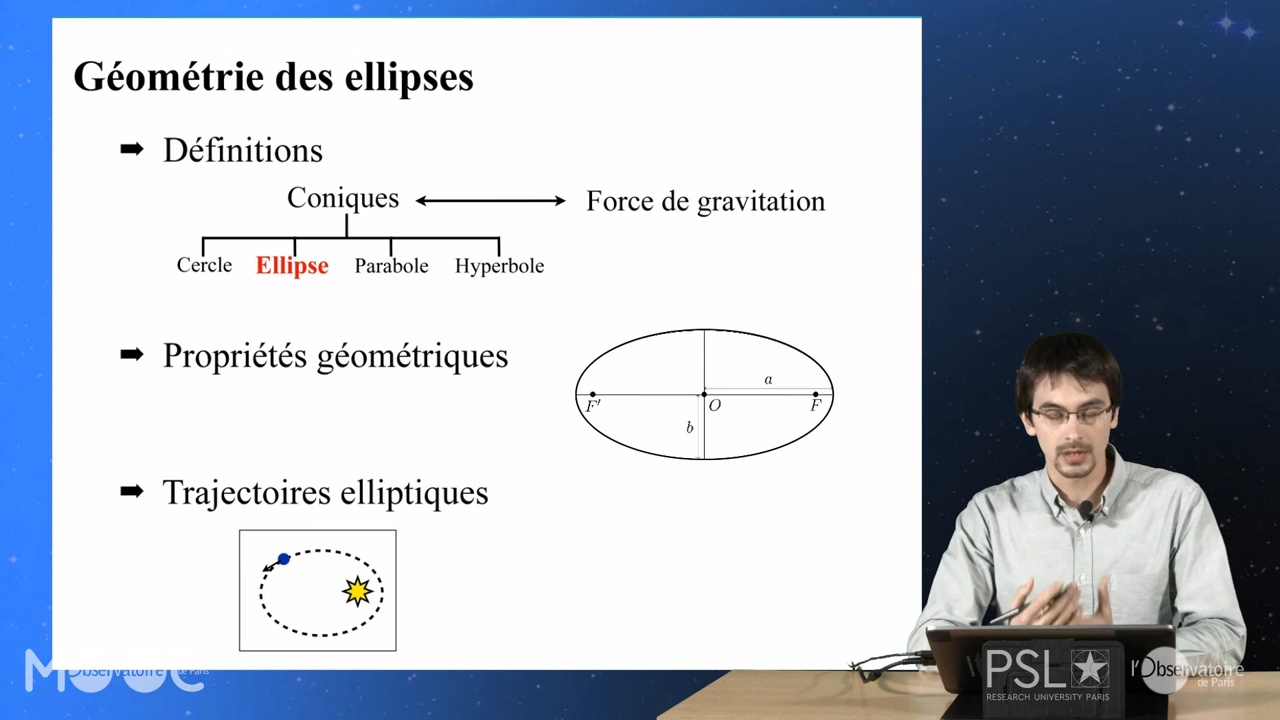 Géométrie des ellipses
➡ Définitions
Coniques
Force de gravitation
Cercle Ellipse Parabole Hyperbole
➡ Propriétés géométriques
a
F' O F
b
➡ Trajectoires elliptiques
MOOC
Observatoire de Paris
PSL
RESEARCH UNIVERSITY PARIS
l'Observatoire
de Paris